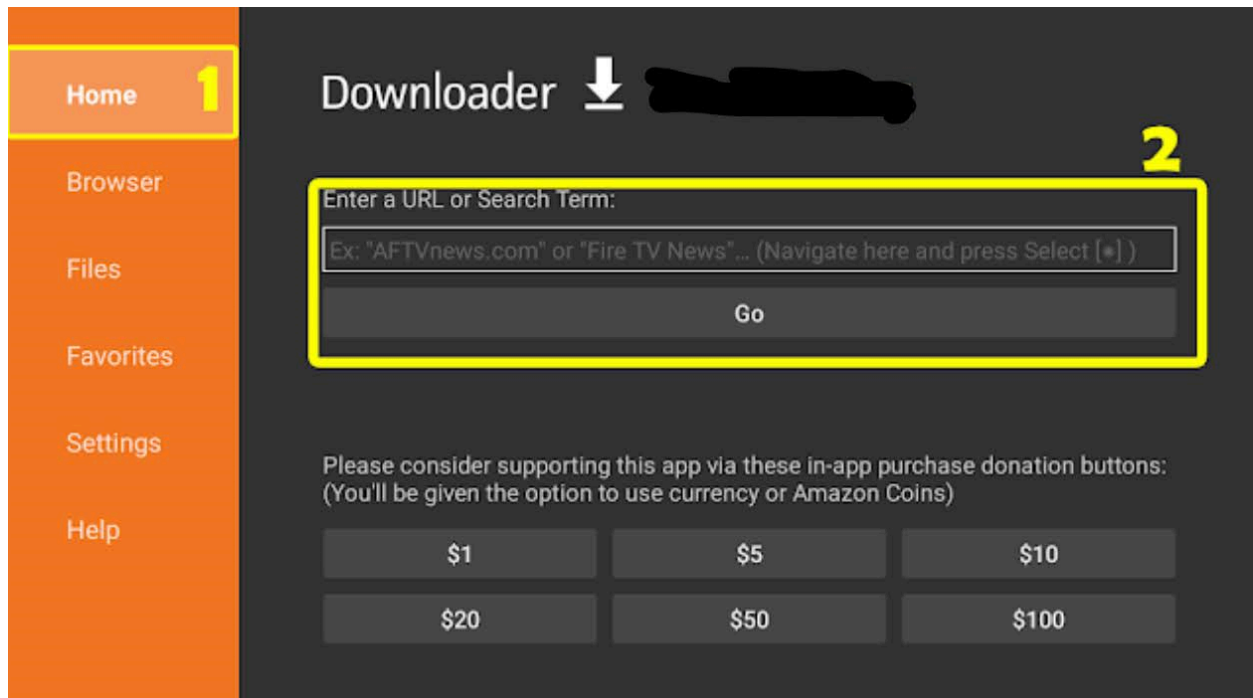 Home 1
Browser
Files
Favorites
Settings
Help
Downloader
2
Enter a URL or Search Term:
Ex: "AFTVnews.com" or "Fire TV News"... (Navigate here and press Select [●] )
Go
Please consider supporting this app via these in-app purchase donation buttons:
(You'll be given the option to use currency or Amazon Coins)
$1 $5 $10
$20 $50 $100